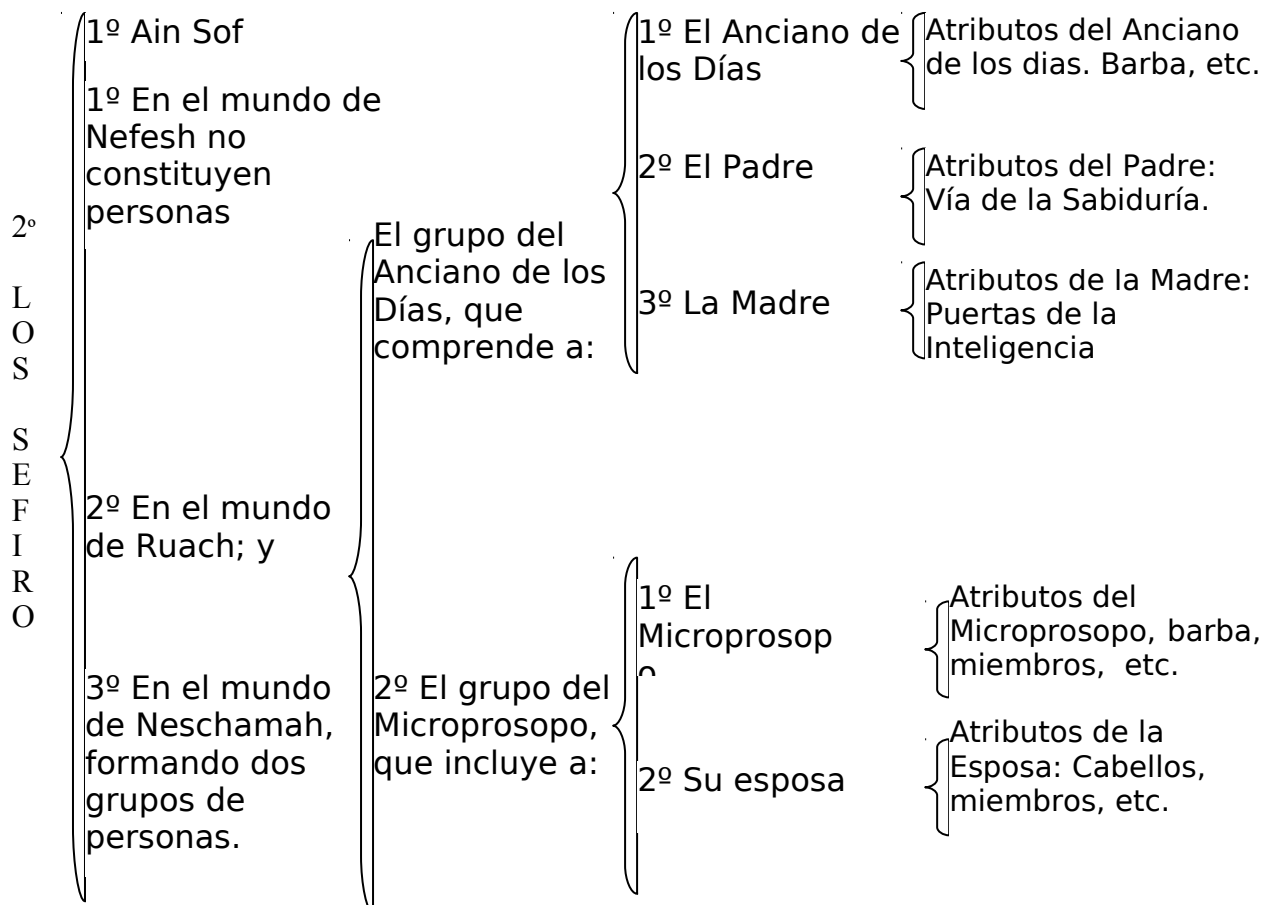 2º
L
O
S
S
E
F
I
R
O
1º Ain Sof
1º En el mundo de
Nefesh no
constituyen
personas
2º En el mundo
de Ruach; y
3º En el mundo
de Neschamah,
formando dos
grupos de
personas.
El grupo del
Anciano de los
Días, que
comprende a:
1º El Anciano de
los Días
Atributos del Anciano
de los dias. Barba, etc.
2º El Padre
Atributos del Padre:
Vía de la Sabiduría.
3º La Madre
Atributos de la Madre:
Puertas de la
Inteligencia
2º El grupo del
Microprosopo,
que incluye a:
1º El
Microprosop
Atributos del
Microprosopo, barba,
miembros, etc.
2º Su esposa
Atributos de la
Esposa: Cabellos,
miembros, etc.